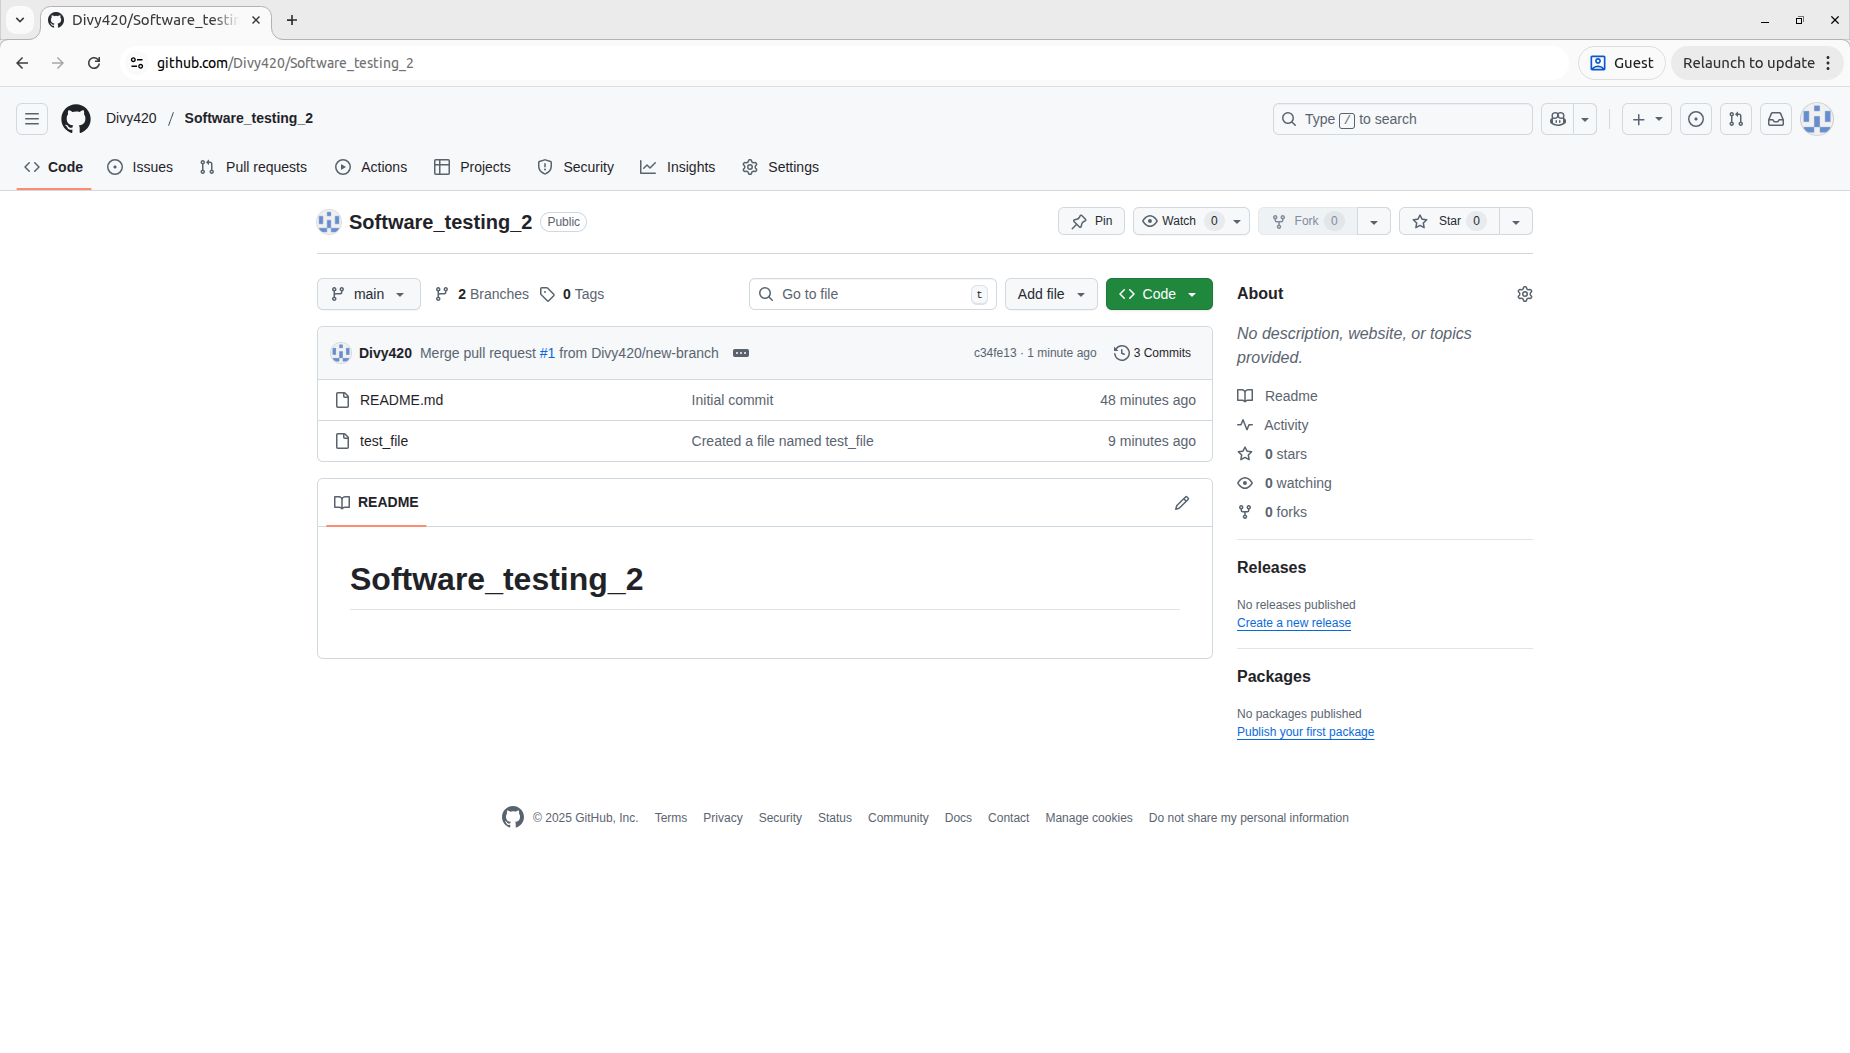 Divy420/Software_testin
github.com/Divy420/Software_testing_2
Guest
Relaunch to update
Divy420 / Software_testing_2
Type / to search
Code
Issues
Pull requests
Actions
Projects
Security
Insights
Settings
Software_testing_2
Public
Pin
Watch 0
Fork 0
Star 0
main
2 Branches
0 Tags
Go to file
t
Add file
Code
Divy420 Merge pull request #1 from Divy420/new-branch
c34fe13 · 1 minute ago
3 Commits
README.md
Initial commit
48 minutes ago
test_file
Created a file named test_file
9 minutes ago
README
Software_testing_2
About
No description, website, or topics
provided.
Readme
Activity
0 stars
0 watching
0 forks
Releases
No releases published
Create a new release
Packages
No packages published
Publish your first package
© 2025 GitHub, Inc.
Terms
Privacy
Security
Status
Community
Docs
Contact
Manage cookies
Do not share my personal information